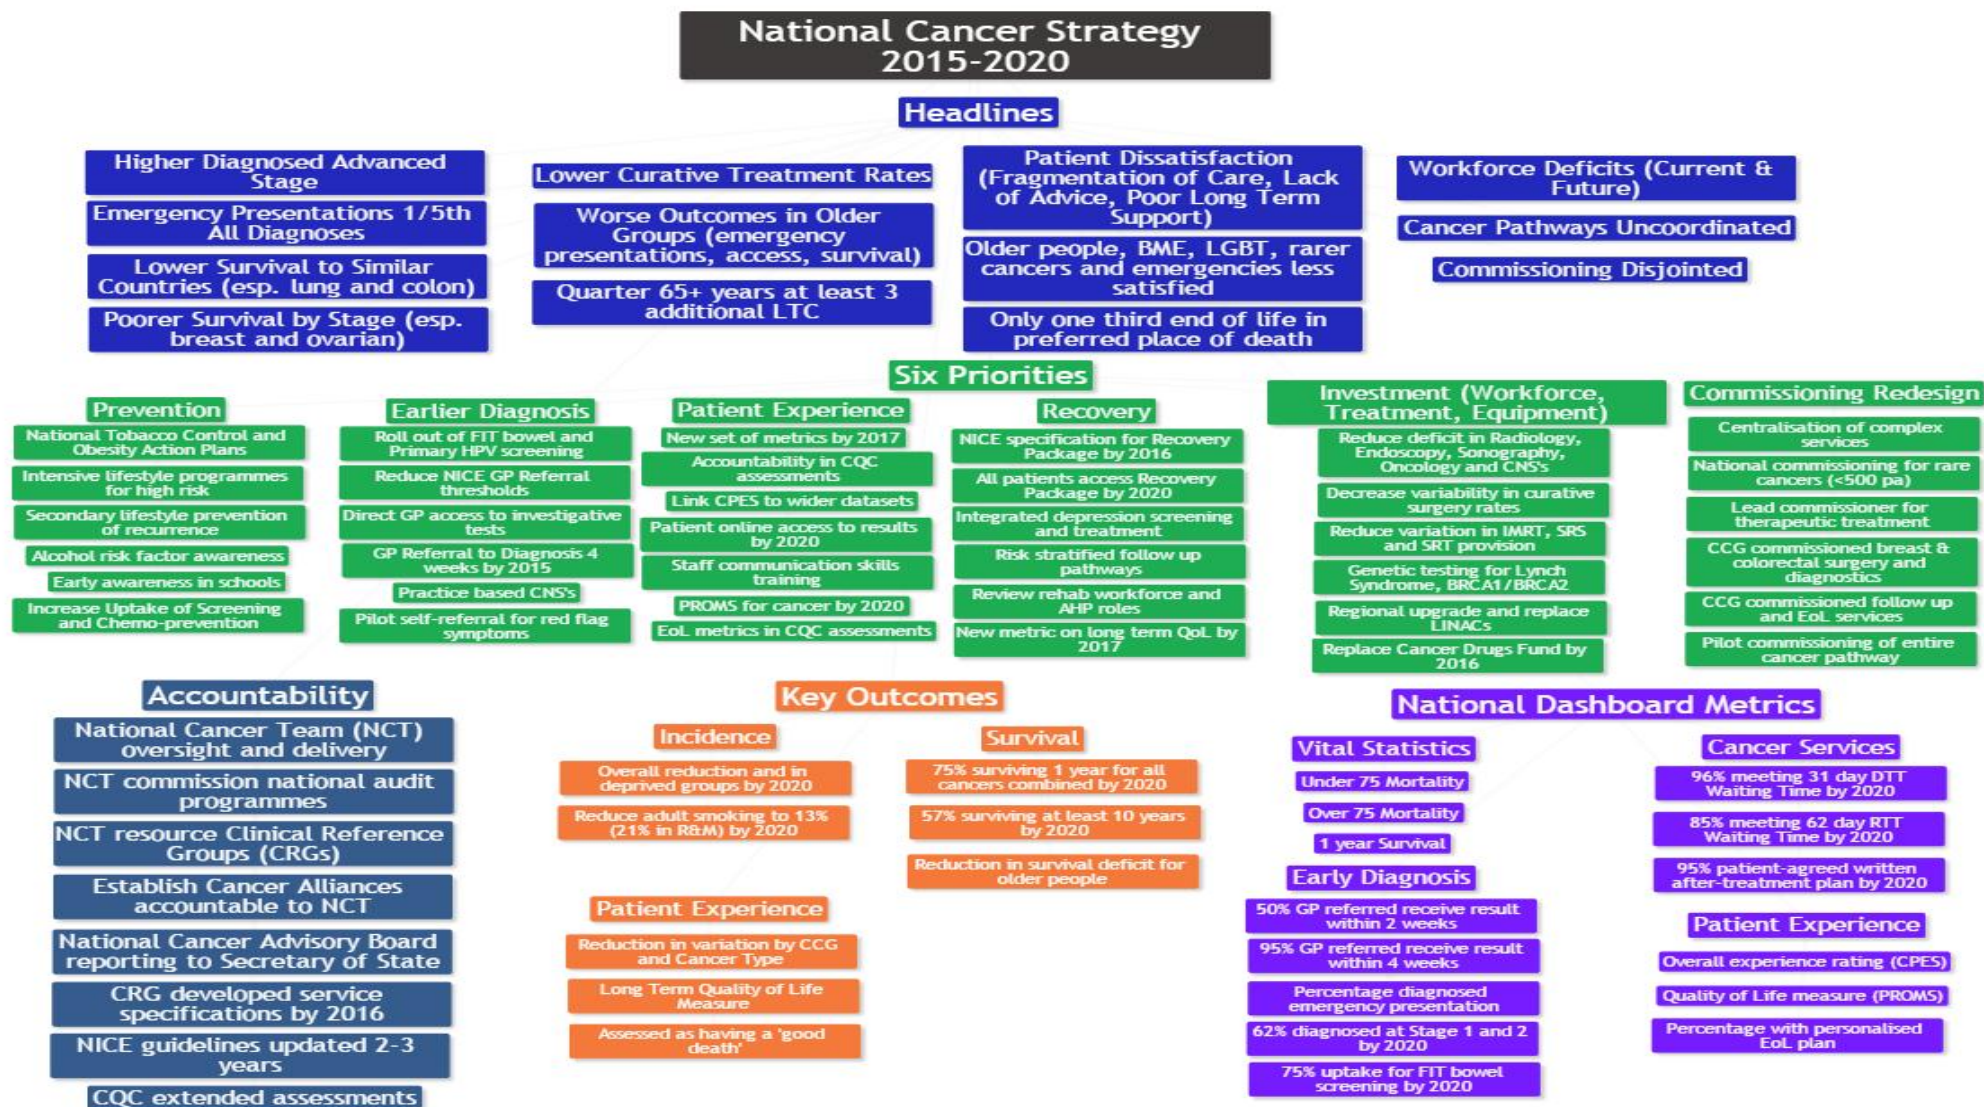 National Cancer Strategy
2015-2020
Headlines
Higher Diagnosed Advanced
Stage
Emergency Presentations 1/5th
All Diagnoses
Lower Survival to Similar
Countries (esp. lung and colon)
Poorer Survival by Stage (esp.
breast and ovarian)
Lower Curative Treatment Rates
Worse Outcomes in Older
Groups (emergency
presentations, access, survival)
Quarter 65+ years at least 3
additional LTC
Patient Dissatisfaction
(Fragmentation of Care, Lack
of Advice, Poor Long Term
Support)
Older people, BME, LGBT, rarer
cancers and emergencies less
satisfied
Only one third end of life in
preferred place of death
Workforce Deficits (Current &
Future)
Cancer Pathways Uncoordinated
Commissioning Disjointed
Six Priorities
Prevention
National Tobacco Control and
Obesity Action Plans
Intensive lifestyle programmes
for high risk
Secondary lifestyle prevention
of recurrence
Alcohol risk factor awareness
Early awareness in schools
Increase Uptake of Screening
and Chemo-prevention
Earlier Diagnosis
Roll out of FIT bowel and
Primary HPV screening
Reduce NICE GP Referral
thresholds
Direct GP access to investigative
tests
GP Referral to Diagnosis 4
weeks by 2015
Practice based CNS's
Pilot self-referral for red flag
symptoms
Patient Experience
New set of metrics by 2017
Accountability in CQC
assessments
Link CPES to wider datasets
Patient online access to results
by 2020
Staff communication skills
training
PROMS for cancer by 2020
EoL metrics in CQC assessments
Recovery
NICE specification for Recovery
Package by 2016
All patients access Recovery
Package by 2020
Integrated depression screening
and treatment
Risk stratified follow up
pathways
Review rehab workforce and
AHP roles
New metric on long term QoL by
2017
Investment (Workforce,
Treatment, Equipment)
Reduce deficit in Radiology,
Endoscopy, Sonography,
Oncology and CNS's
Decrease variability in curative
surgery rates
Reduce variation in IMRT, SRS
and SRT provision
Genetic testing for Lynch
Syndrome, BRCA1/BRCA2
Regional upgrade and replace
LINACs
Replace Cancer Drugs Fund by
2016
Commissioning Redesign
Centralisation of complex
services
National commissioning for rare
cancers (<500 pa)
Lead commissioner for
therapeutic treatment
CCG commissioned breast &
colorectal surgery and
diagnostics
CCG commissioned follow up
and EoL services
Pilot commissioning of entire
cancer pathway
Accountability
National Cancer Team (NCT)
oversight and delivery
NCT commission national audit
programmes
NCT resource Clinical Reference
Groups (CRGs)
Establish Cancer Alliances
accountable to NCT
National Cancer Advisory Board
reporting to Secretary of State
CRG developed service
specifications by 2016
NICE guidelines updated 2-3
years
CQC extended assessments
Key Outcomes
Incidence
Overall reduction and in
deprived groups by 2020
Reduce adult smoking to 13%
(21% in R&M) by 2020
Survival
75% surviving 1 year for all
cancers combined by 2020
57% surviving at least 10 years
by 2020
Reduction in survival deficit for
older people
Patient Experience
Reduction in variation by CCG
and Cancer Type
Long Term Quality of Life
Measure
Assessed as having a 'good
death'
National Dashboard Metrics
Vital Statistics
Under 75 Mortality
Over 75 Mortality
1 year Survival
Early Diagnosis
50% GP referred receive result
within 2 weeks
95% GP referred receive result
within 4 weeks
Percentage diagnosed
emergency presentation
62% diagnosed at Stage 1 and 2
by 2020
75% uptake for FIT bowel
screening by 2020
Cancer Services
96% meeting 31 day DTT
Waiting Time by 2020
85% meeting 62 day RTT
Waiting Time by 2020
95% patient-agreed written
after-treatment plan by 2020
Patient Experience
Overall experience rating (CPES)
Quality of Life measure (PROMS)
Percentage with personalised
EoL plan